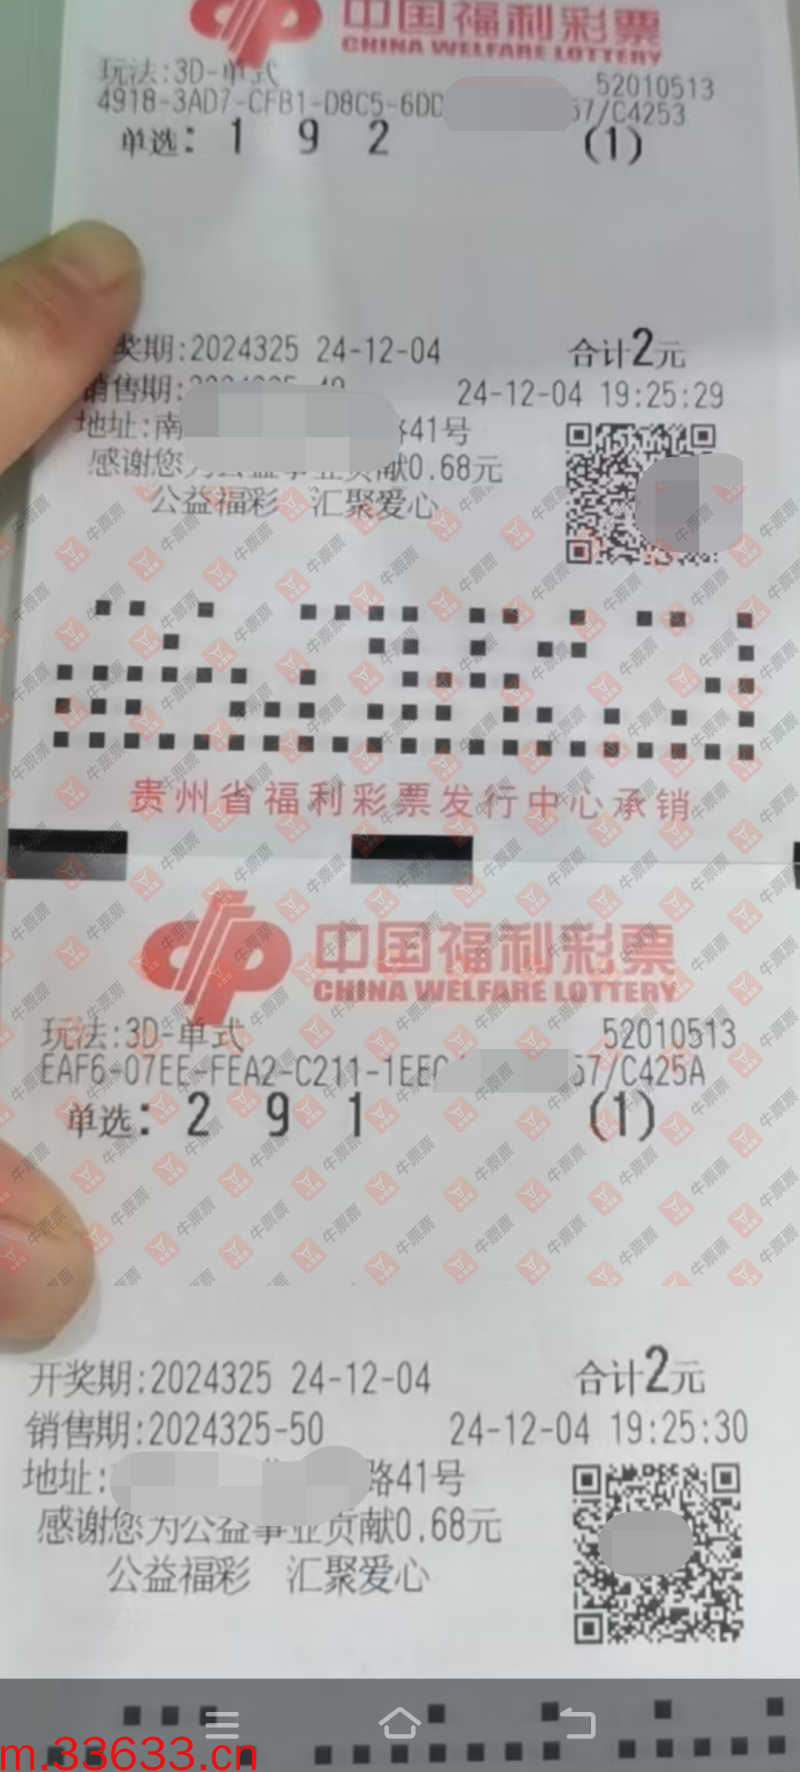 中国福利彩票
CHINA WELFARE LOTTERY
玩法:3D-单式 52010513
4918-3AD7-CFB1-D8C5-6DD 57/C4253
单选: 1 9 2 (1)
奖期:2024325 24-12-04 合计2元
销售期: 24-12-04 19:25:29
地址:南 路41号
感谢您为公益事业贡献0.68元
公益福彩 汇聚爱心
贵州省福利彩票发行中心承销
中国福利彩票
CHINA WELFARE LOTTERY
玩法:3D-单式 52010513
EAF6-07EE-FEA2-C211-1EE 57/C425A
单选: 2 9 1 (1)
开奖期:2024325 24-12-04 合计2元
销售期:2024325-50 24-12-04 19:25:30
地址: 路41号
感谢您为公益事业贡献0.68元
公益福彩 汇聚爱心
牛票票
m.33633.cn